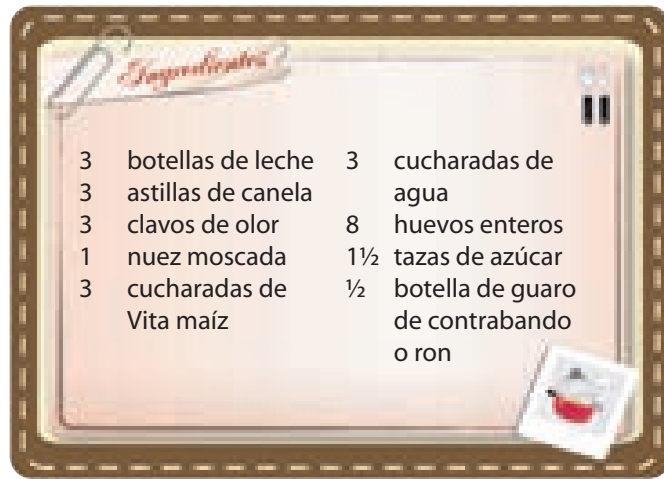 Ingredientes
3 botellas de leche
3 astillas de canela
3 clavos de olor
1 nuez moscada
3 cucharadas de
Vita maíz
3 cucharadas de
agua
8 huevos enteros
1½ tazas de azúcar
½ botella de guaro
de contrabando
o ron